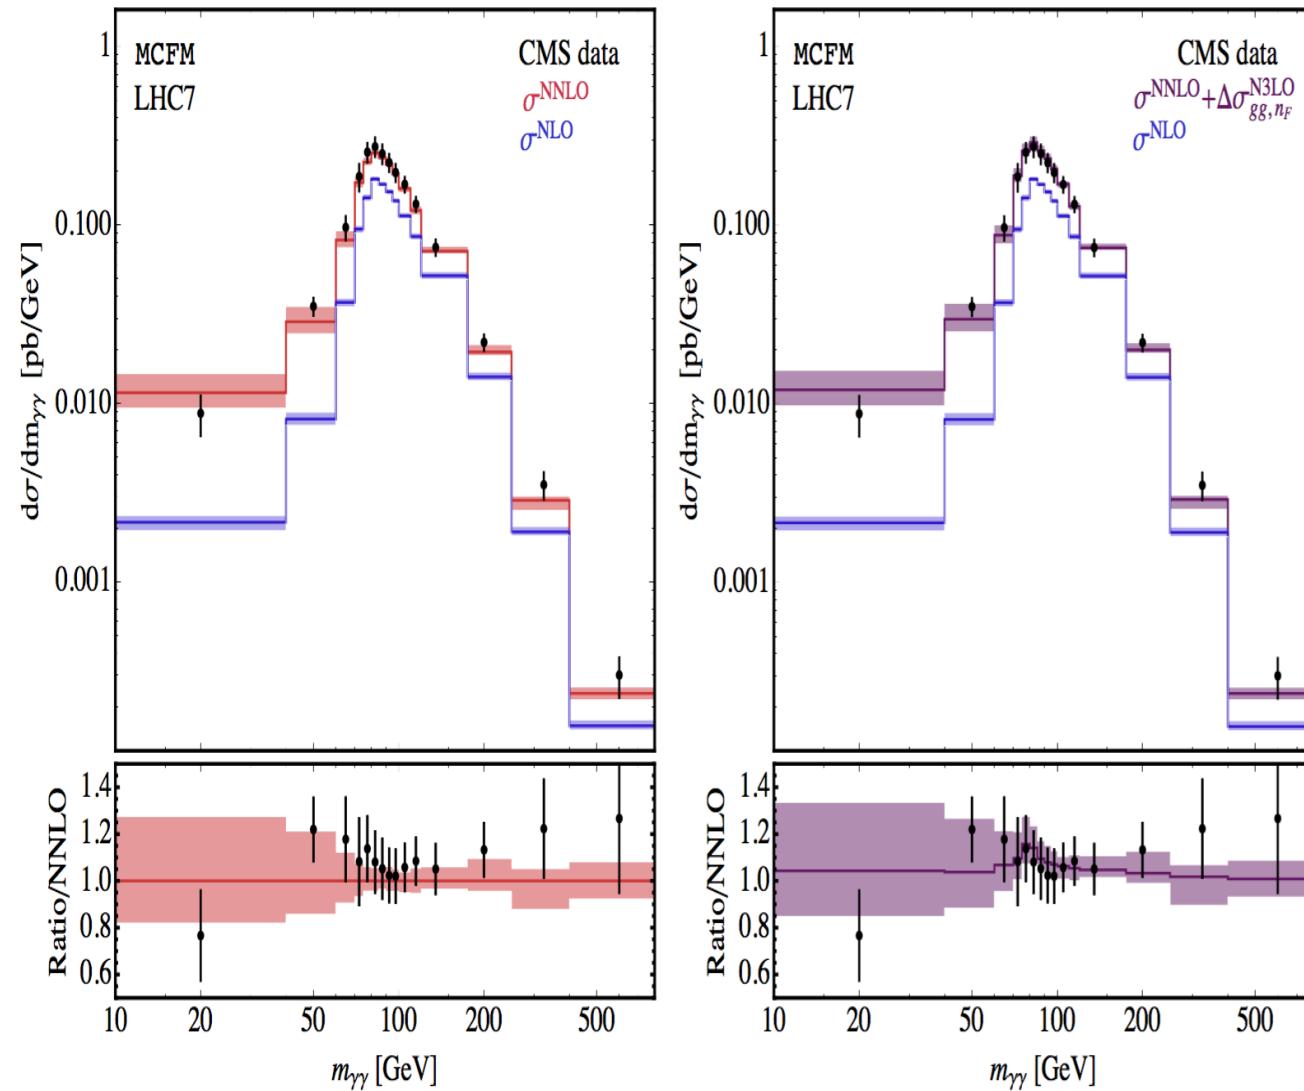 MCFM CMS data
LHC7 σ^NNLO
σ^NLO
1
0.100
0.010
0.001
dσ/dm_γγ [pb/GeV]
1.4
1.2
1.0
0.8
0.6
Ratio/NNLO
10 20 50 100 200 500
m_γγ [GeV]
MCFM CMS data
LHC7 σ^NNLO+Δσ^N3LO_gg,n_F
σ^NLO
1
0.100
0.010
0.001
dσ/dm_γγ [pb/GeV]
1.4
1.2
1.0
0.8
0.6
Ratio/NNLO
10 20 50 100 200 500
m_γγ [GeV]